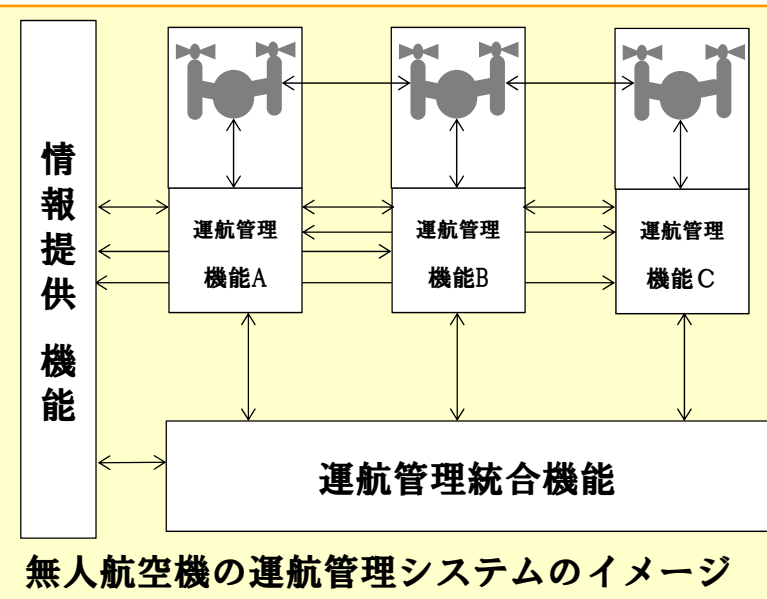 情報提供 機能
運航管理
機能A
運航管理
機能B
運航管理
機能C
運航管理統合機能
無人航空機の運航管理システムのイメージ